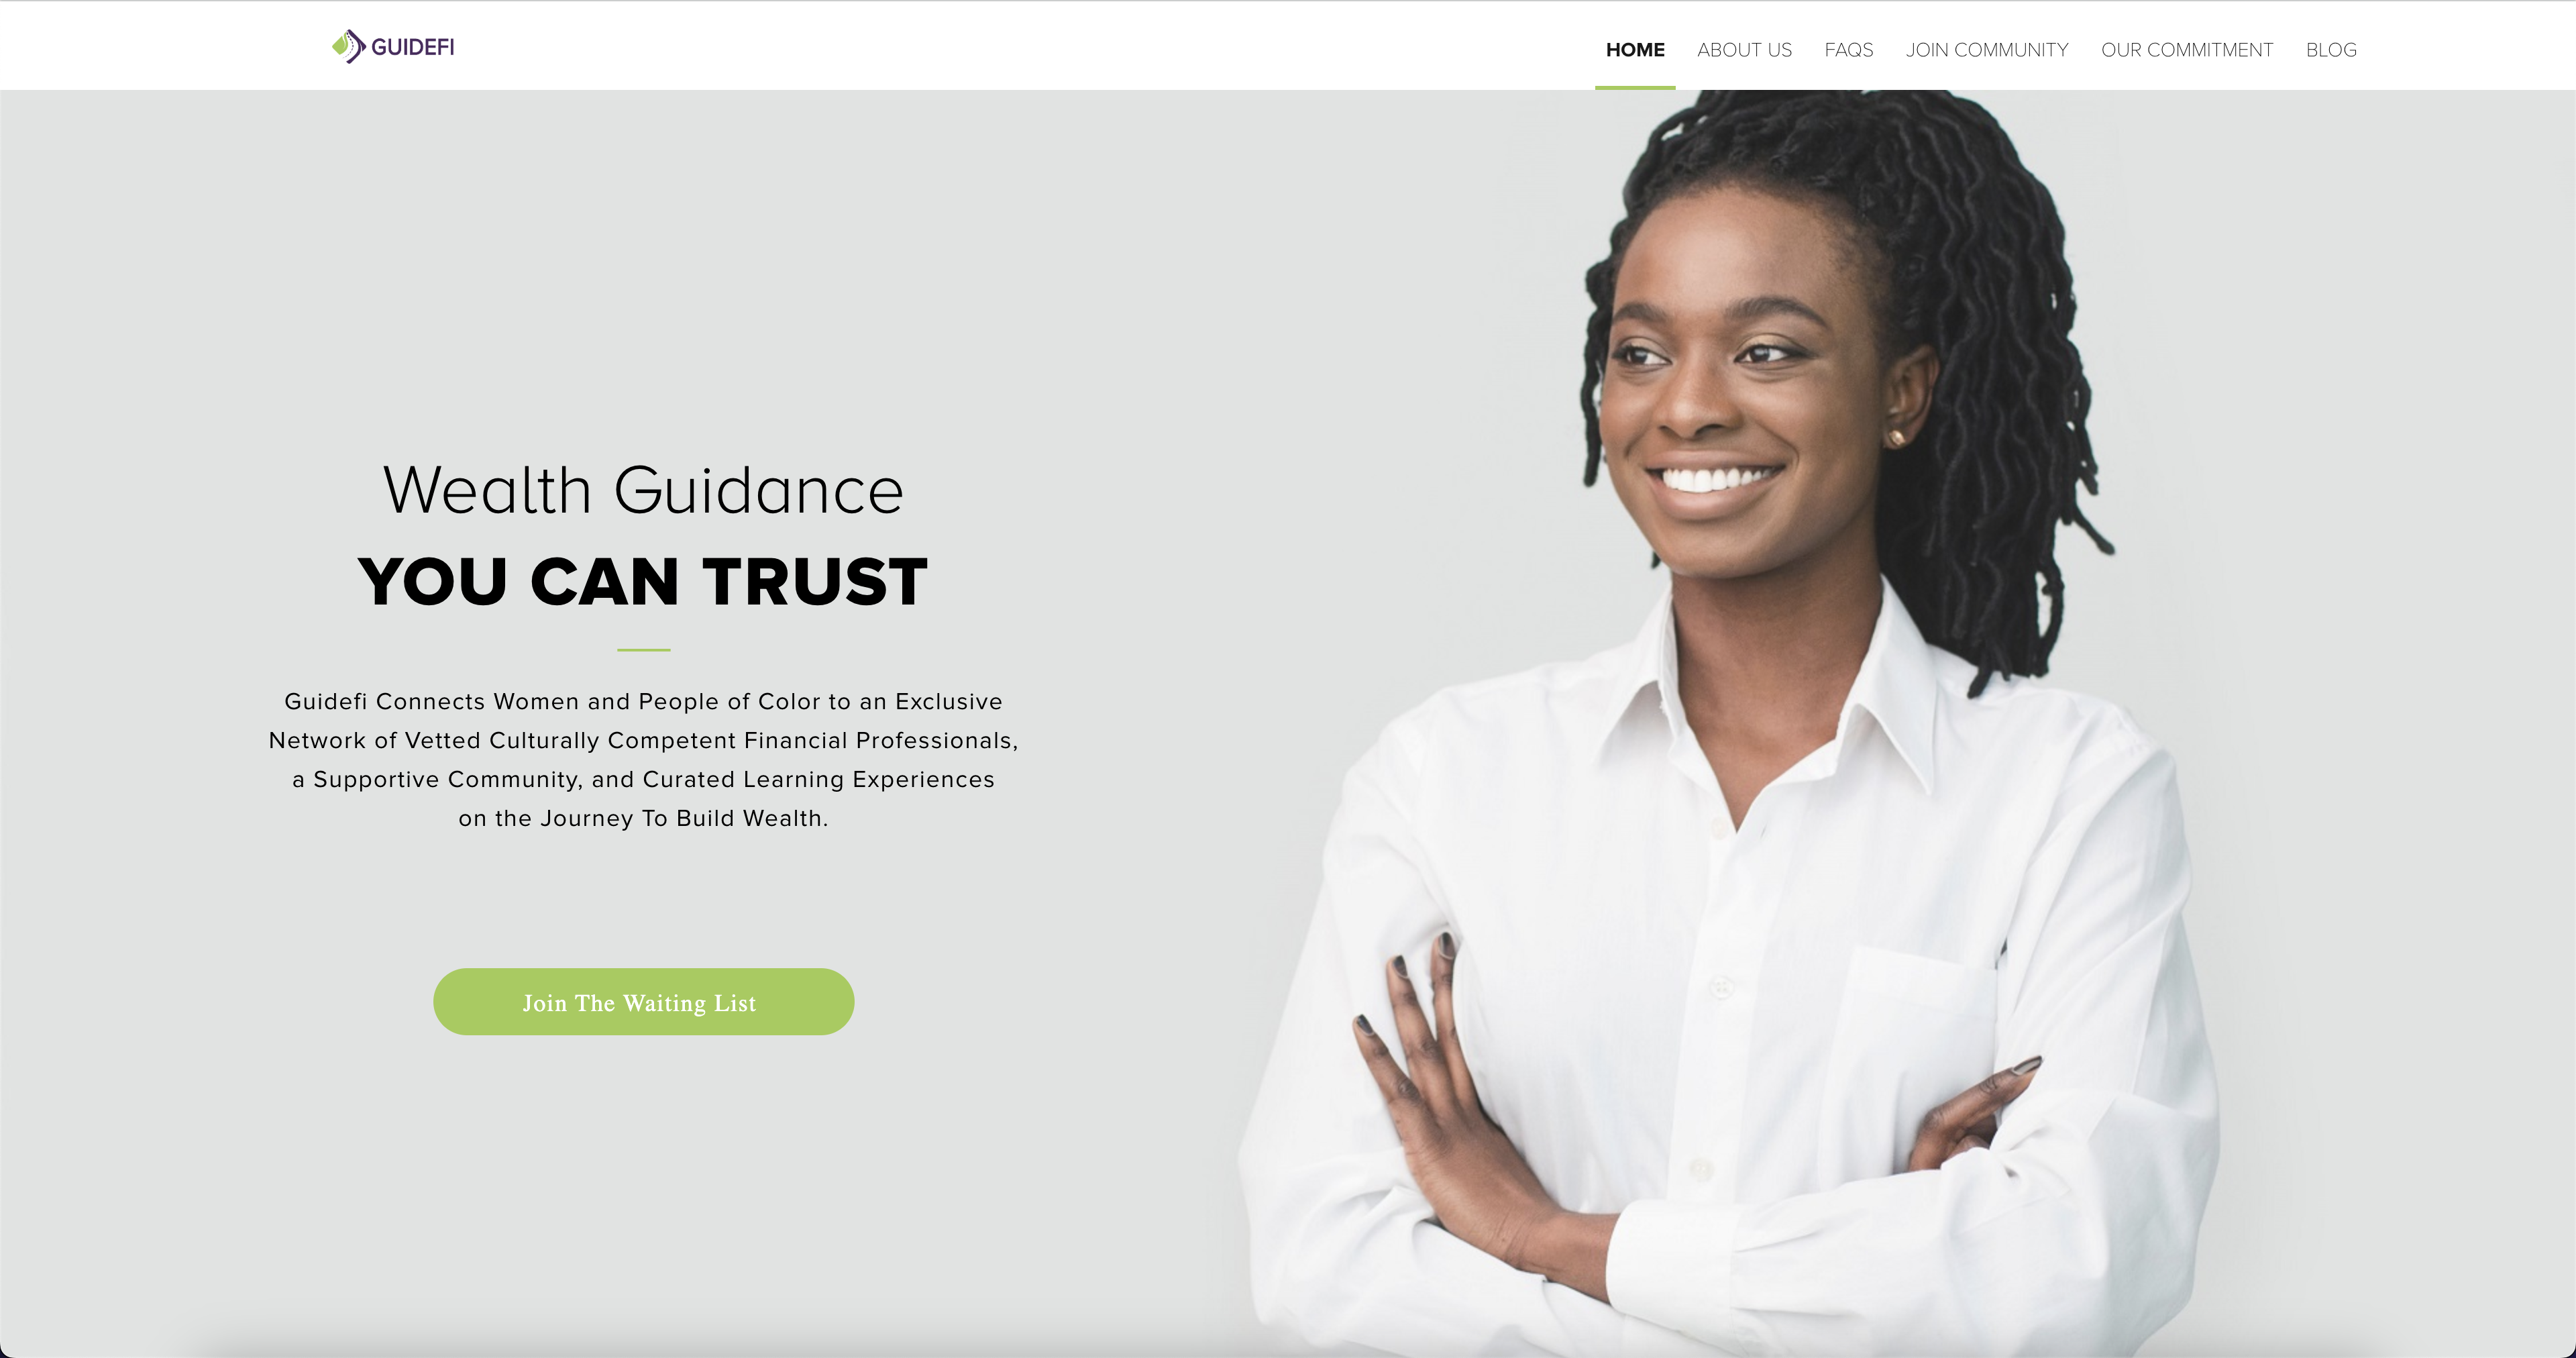 GUIDEFI
HOME ABOUT US FAQS JOIN COMMUNITY OUR COMMITMENT BLOG
Wealth Guidance
YOU CAN TRUST
Guidefi Connects Women and People of Color to an Exclusive
Network of Vetted Culturally Competent Financial Professionals,
a Supportive Community, and Curated Learning Experiences
on the Journey To Build Wealth.
Join The Waiting List